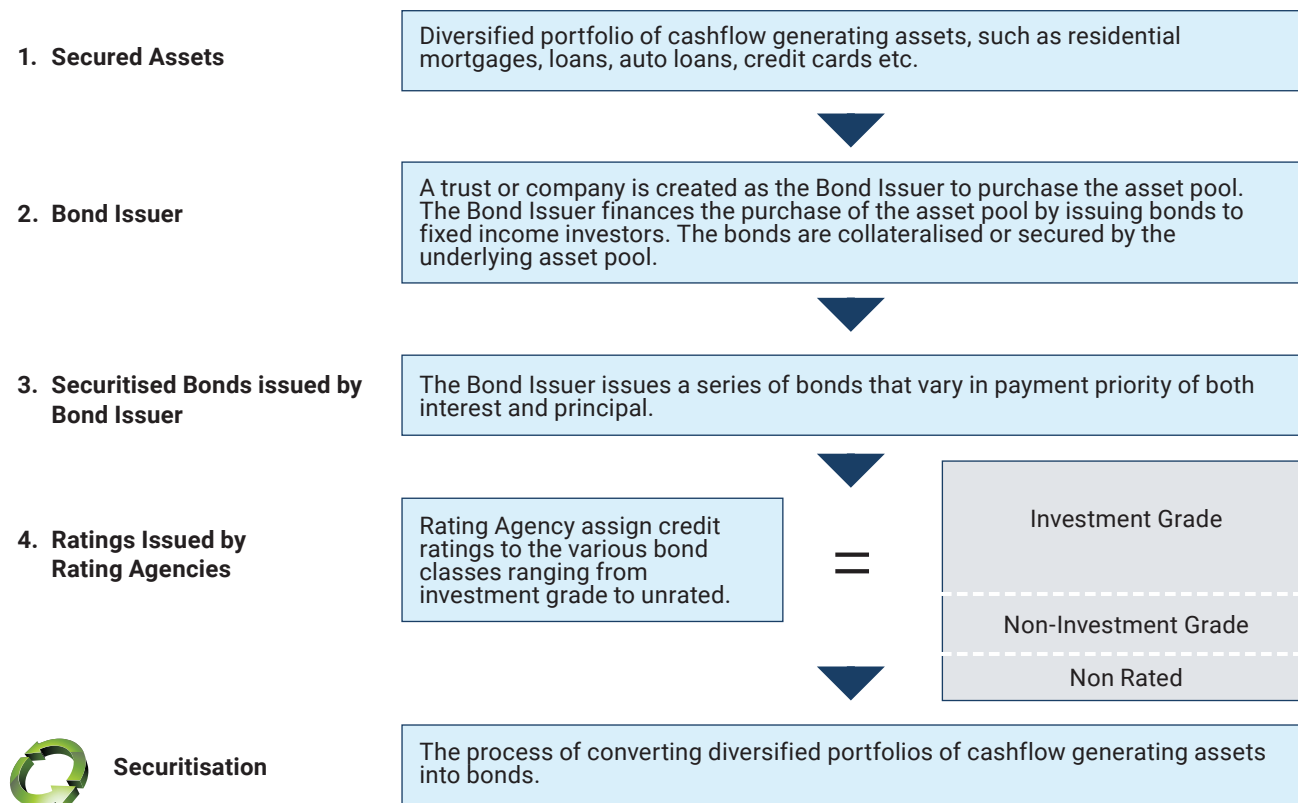 1. Secured Assets
Diversified portfolio of cashflow generating assets, such as residential
mortgages, loans, auto loans, credit cards etc.
2. Bond Issuer
A trust or company is created as the Bond Issuer to purchase the asset pool.
The Bond Issuer finances the purchase of the asset pool by issuing bonds to
fixed income investors. The bonds are collateralised or secured by the
underlying asset pool.
3. Securitised Bonds issued by
Bond Issuer
The Bond Issuer issues a series of bonds that vary in payment priority of both
interest and principal.
4. Ratings Issued by
Rating Agencies
Rating Agency assign credit
ratings to the various bond
classes ranging from
investment grade to unrated.
=
Investment Grade
Non-Investment Grade
Non Rated
Securitisation
The process of converting diversified portfolios of cashflow generating assets
into bonds.